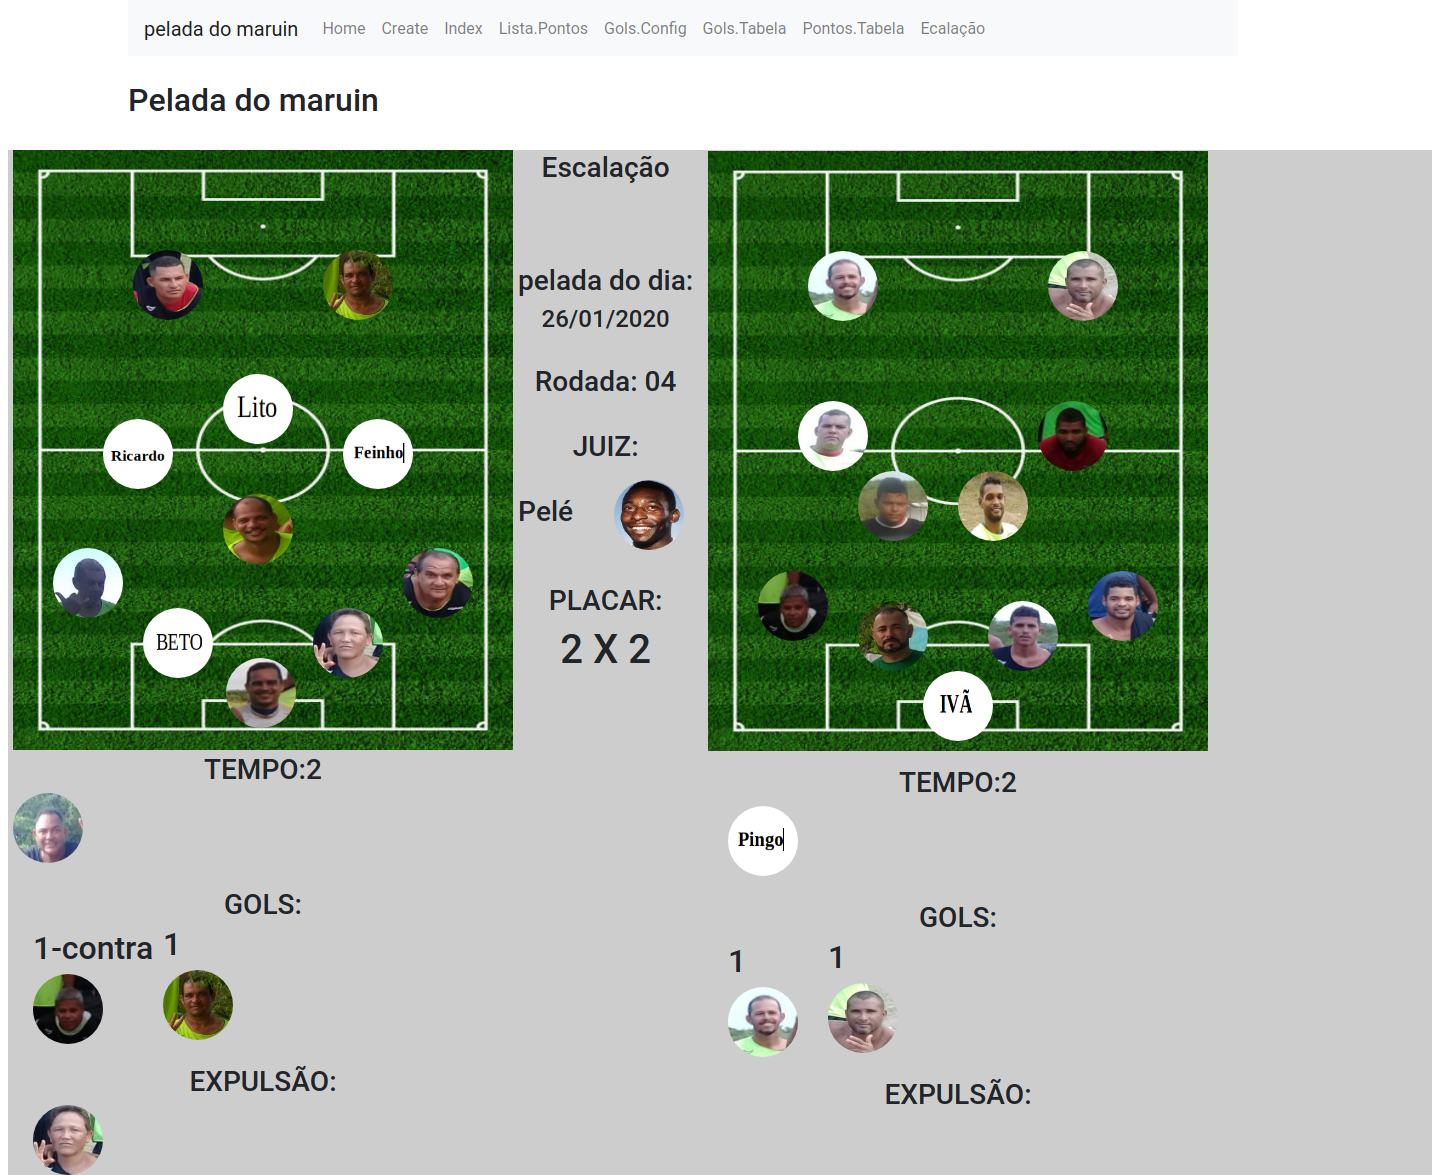 pelada do maruin Home Create Index Lista.Pontos Gols.Config Gols.Tabela Pontos.Tabela Ecalação
Pelada do maruin
Escalação
pelada do dia:
26/01/2020
Rodada: 04
JUIZ:
Pelé
PLACAR:
2 X 2
Lito
Ricardo
Feinho
BETO
IVÃ
TEMPO:2
GOLS:
1-contra 1
EXPULSÃO:
TEMPO:2
Pingo
GOLS:
1 1
EXPULSÃO: